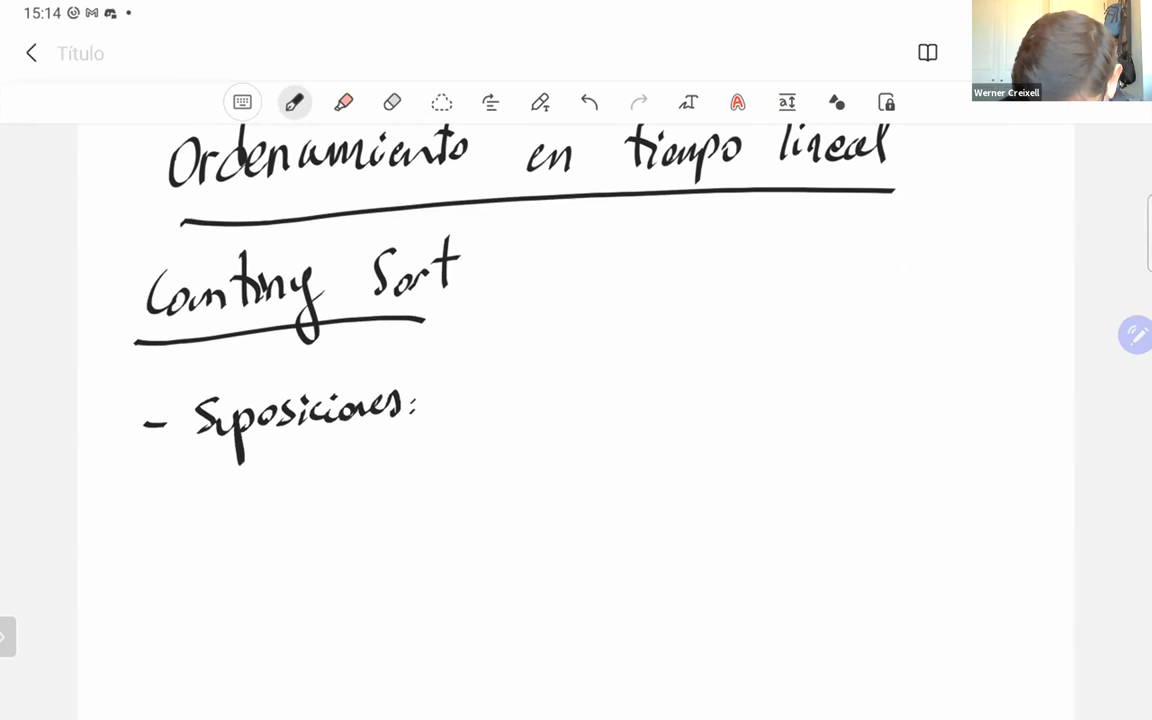 15:14
Título
Werner Creixell
Ordenamiento en tiempo lineal
Counting Sort
- Suposiciones: